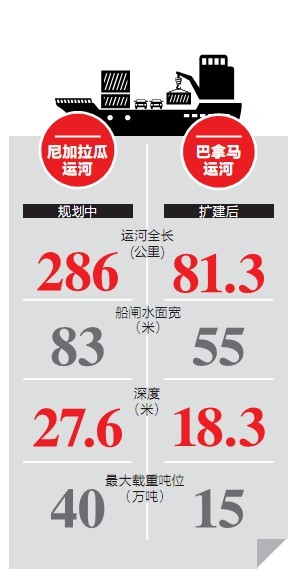 尼加拉瓜
运河
巴拿马
运河
规划中
扩建后
运河全长
(公里)
286
81.3
船闸水面宽
（米）
83
55
深度
（米）
27.6
18.3
最大载重吨位
（万吨）
40
15